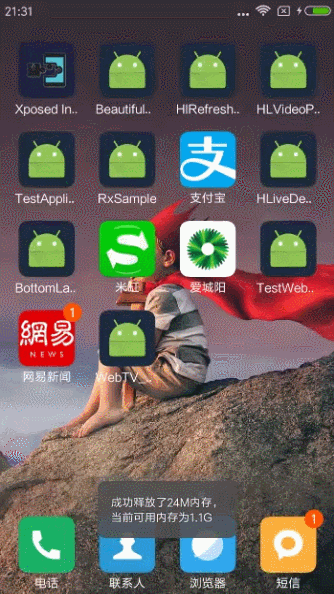 21:31
Xposed In..
Beautiful..
HIRefresh..
HLVideoP..
TestAppli..
RxSample
支
支付宝
HLiveDe..
BottomLa..
S
米缸
爱城阳
TestWeb..
網易
NEWS
1
网易新闻
WebTV_..
成功释放了24M内存，
当前可用内存为1.1G
1
电话
联系人
浏览器
短信